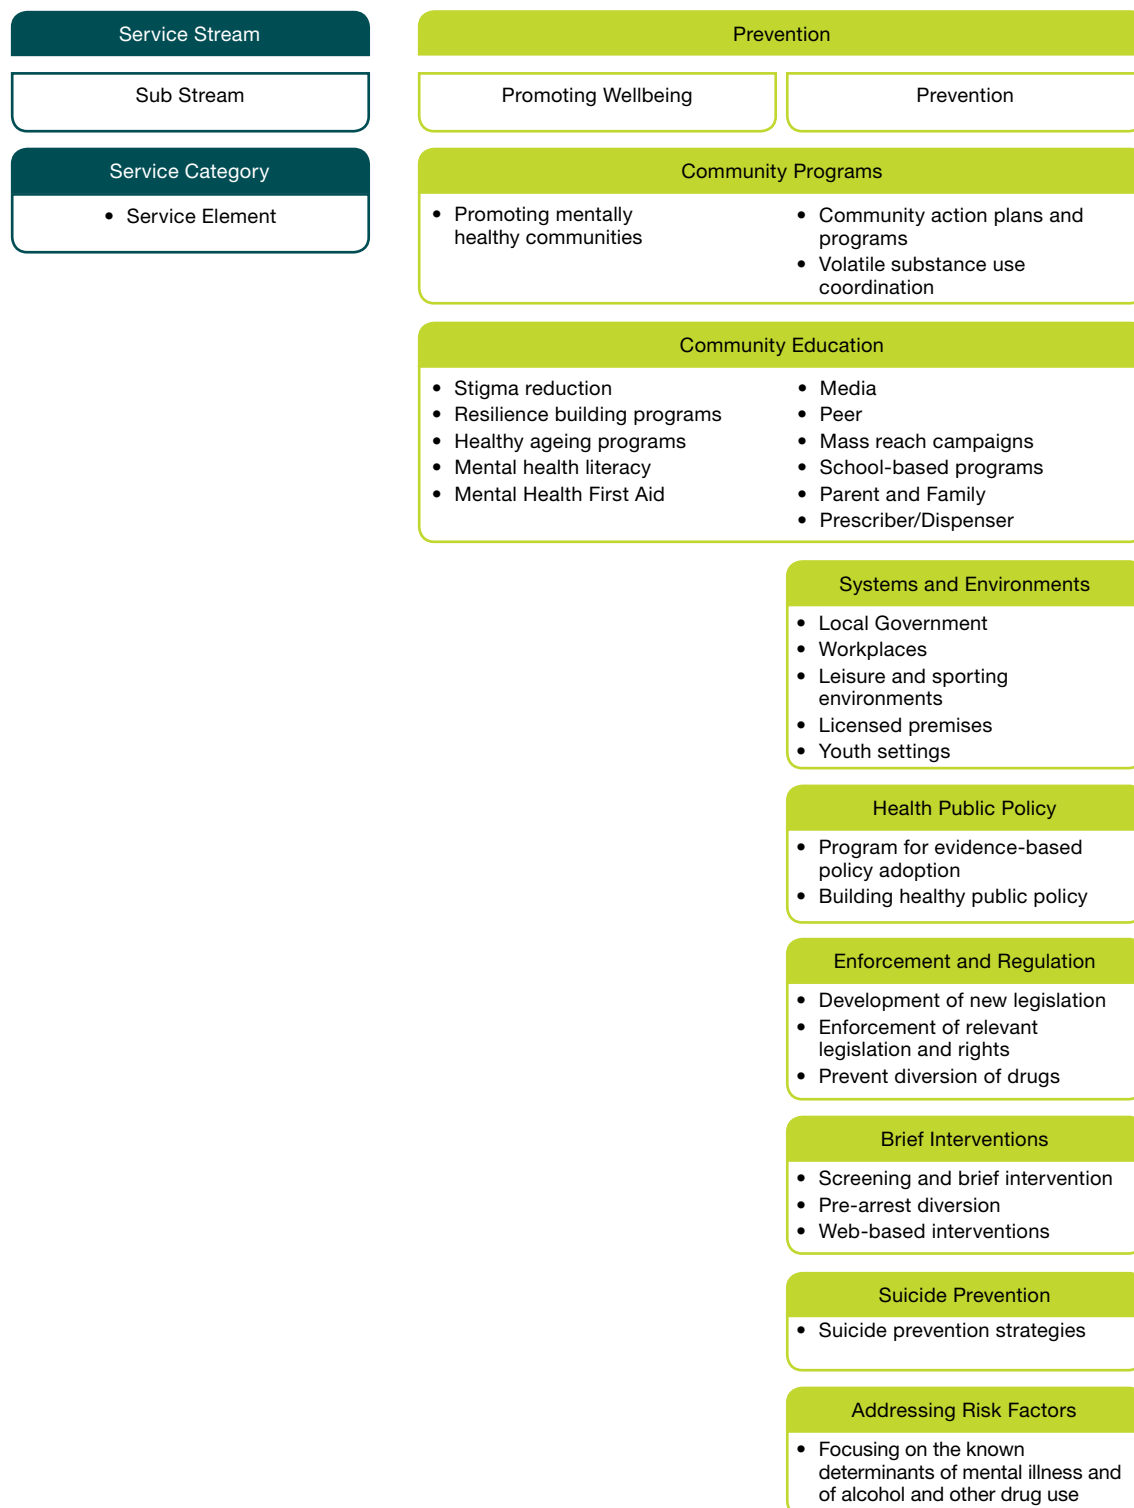 Service Stream
Sub Stream
Service Category
• Service Element
Prevention
Promoting Wellbeing
Prevention
Community Programs
• Promoting mentally
healthy communities
• Community action plans and
programs
• Volatile substance use
coordination
Community Education
• Stigma reduction
• Resilience building programs
• Healthy ageing programs
• Mental health literacy
• Mental Health First Aid
• Media
• Peer
• Mass reach campaigns
• School-based programs
• Parent and Family
• Prescriber/Dispenser
Systems and Environments
• Local Government
• Workplaces
• Leisure and sporting
environments
• Licensed premises
• Youth settings
Health Public Policy
• Program for evidence-based
policy adoption
• Building healthy public policy
Enforcement and Regulation
• Development of new legislation
• Enforcement of relevant
legislation and rights
• Prevent diversion of drugs
Brief Interventions
• Screening and brief intervention
• Pre-arrest diversion
• Web-based interventions
Suicide Prevention
• Suicide prevention strategies
Addressing Risk Factors
• Focusing on the known
determinants of mental illness and
of alcohol and other drug use